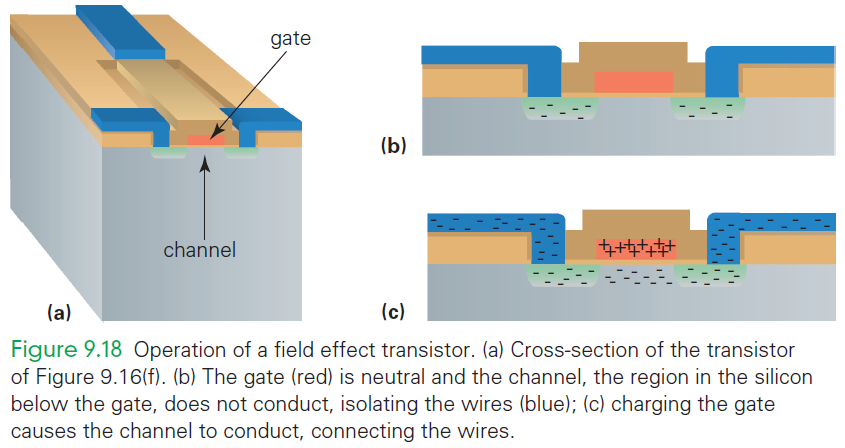 gate
channel
(a)
(b)
(c)
Figure 9.18 Operation of a field effect transistor. (a) Cross-section of the transistor
of Figure 9.16(f). (b) The gate (red) is neutral and the channel, the region in the silicon
below the gate, does not conduct, isolating the wires (blue); (c) charging the gate
causes the channel to conduct, connecting the wires.